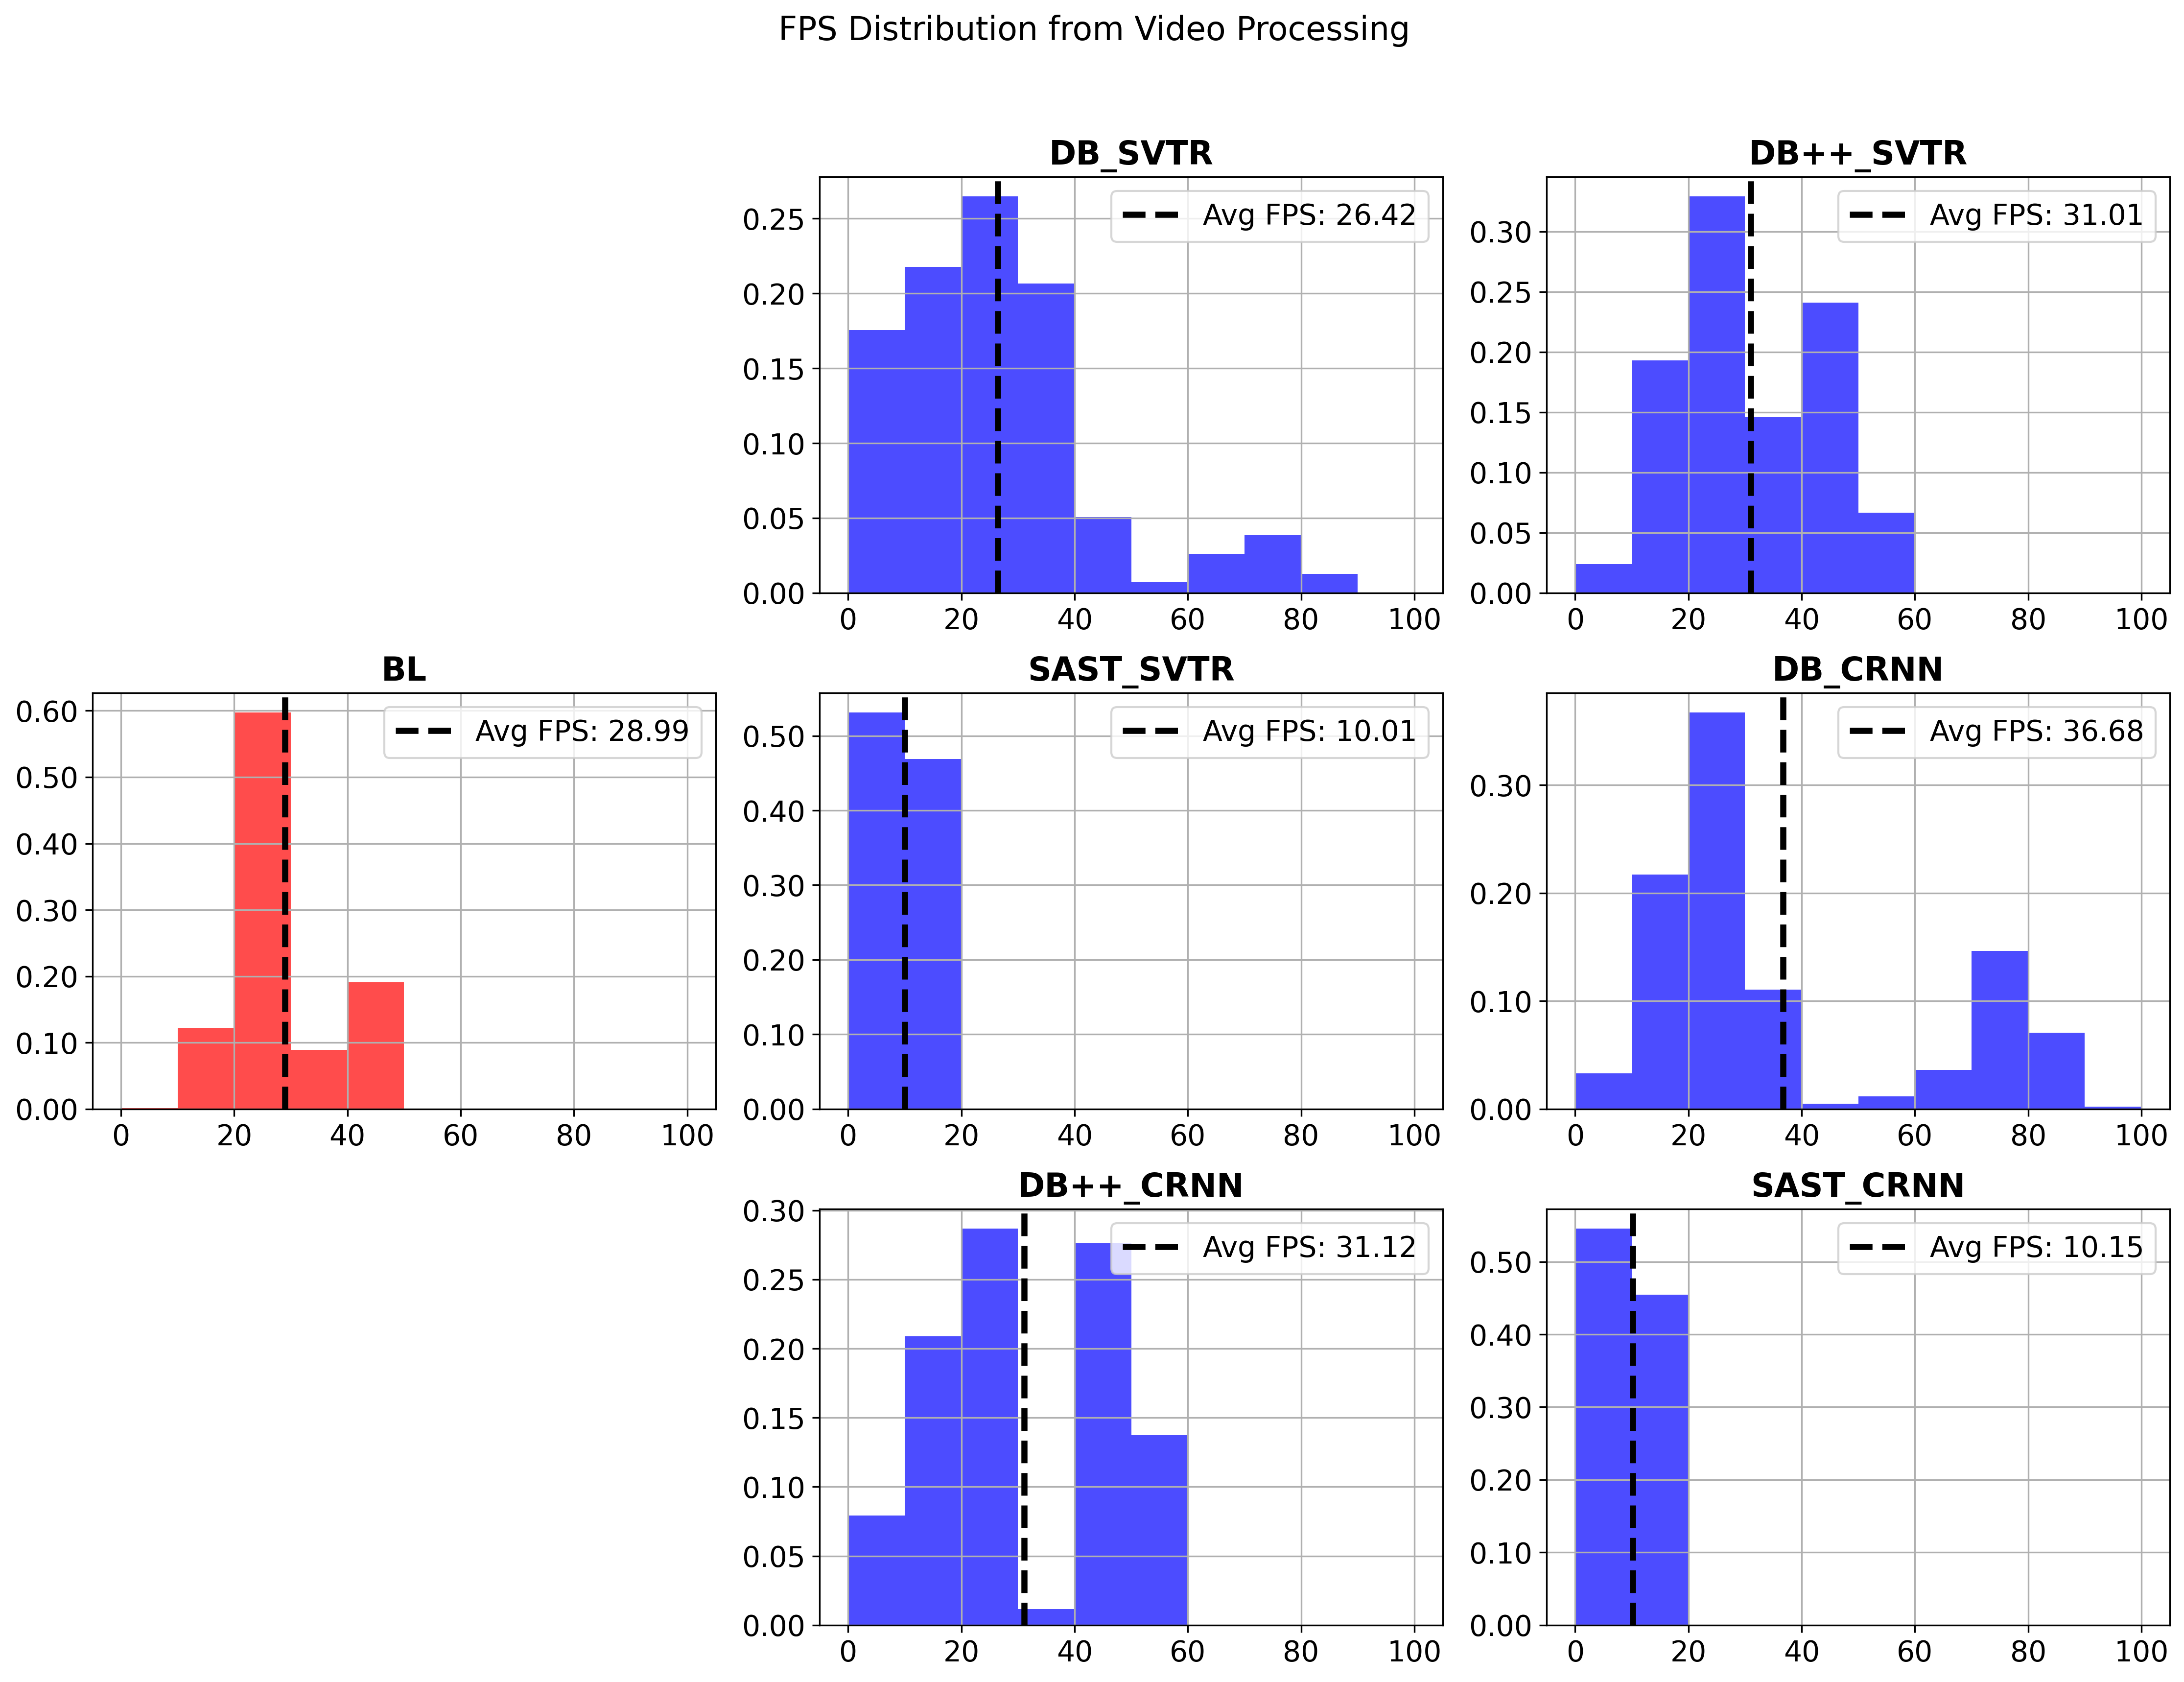 FPS Distribution from Video Processing
DB_SVTR
Avg FPS: 26.42
0.25
0.20
0.15
0.10
0.05
0.00
0 20 40 60 80 100
DB++_SVTR
Avg FPS: 31.01
0.30
0.25
0.20
0.15
0.10
0.05
0.00
0 20 40 60 80 100
BL
Avg FPS: 28.99
0.60
0.50
0.40
0.30
0.20
0.10
0.00
0 20 40 60 80 100
SAST_SVTR
Avg FPS: 10.01
0.50
0.40
0.30
0.20
0.10
0.00
0 20 40 60 80 100
DB_CRNN
Avg FPS: 36.68
0.30
0.20
0.10
0.00
0 20 40 60 80 100
DB++_CRNN
Avg FPS: 31.12
0.30
0.25
0.20
0.15
0.10
0.05
0.00
0 20 40 60 80 100
SAST_CRNN
Avg FPS: 10.15
0.50
0.40
0.30
0.20
0.10
0.00
0 20 40 60 80 100